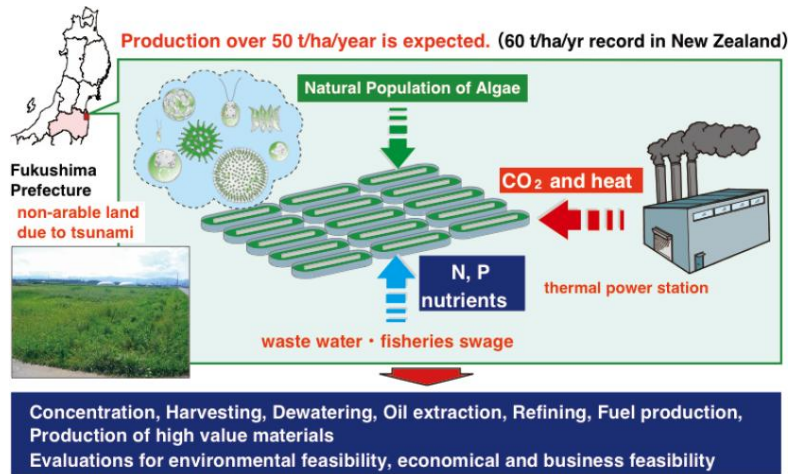 Production over 50 t/ha/year is expected. (60 t/ha/yr record in New Zealand)
Natural Population of Algae
Fukushima
Prefecture
non-arable land
due to tsunami
CO₂ and heat
N, P
nutrients
thermal power station
waste water・fisheries swage
Concentration, Harvesting, Dewatering, Oil extraction, Refining, Fuel production,
Production of high value materials
Evaluations for environmental feasibility, economical and business feasibility